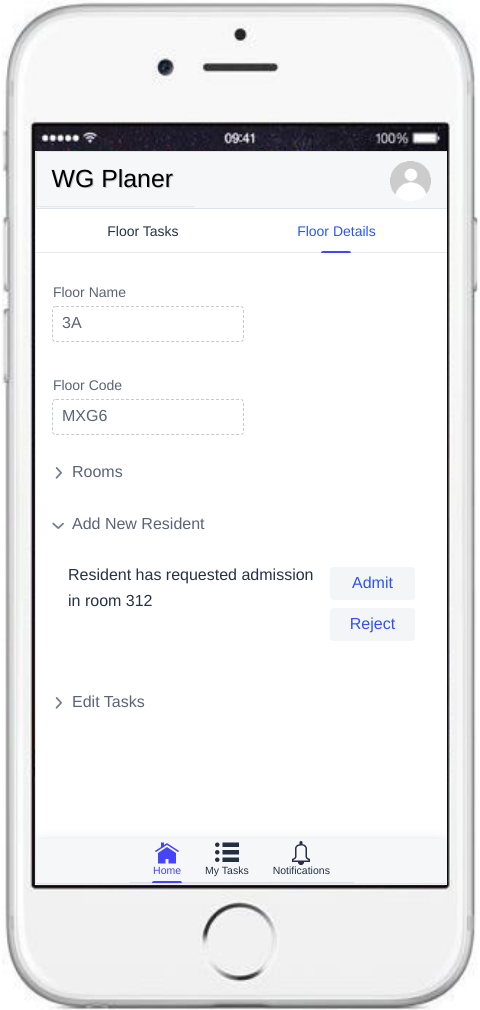 09:41
100%
WG Planer
Floor Tasks
Floor Details
Floor Name
3A
Floor Code
MXG6
Rooms
Add New Resident
Resident has requested admission
in room 312
Admit
Reject
Edit Tasks
Home
My Tasks
Notifications